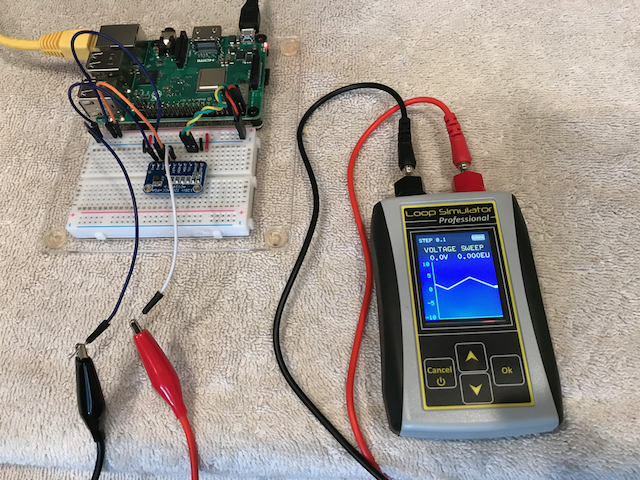 Loop Simulator
Professional
STEP 0.1
VOLTAGE SWEEP
0.0V 0.000EU
10
5
0
-5
-10
Cancel
Ok